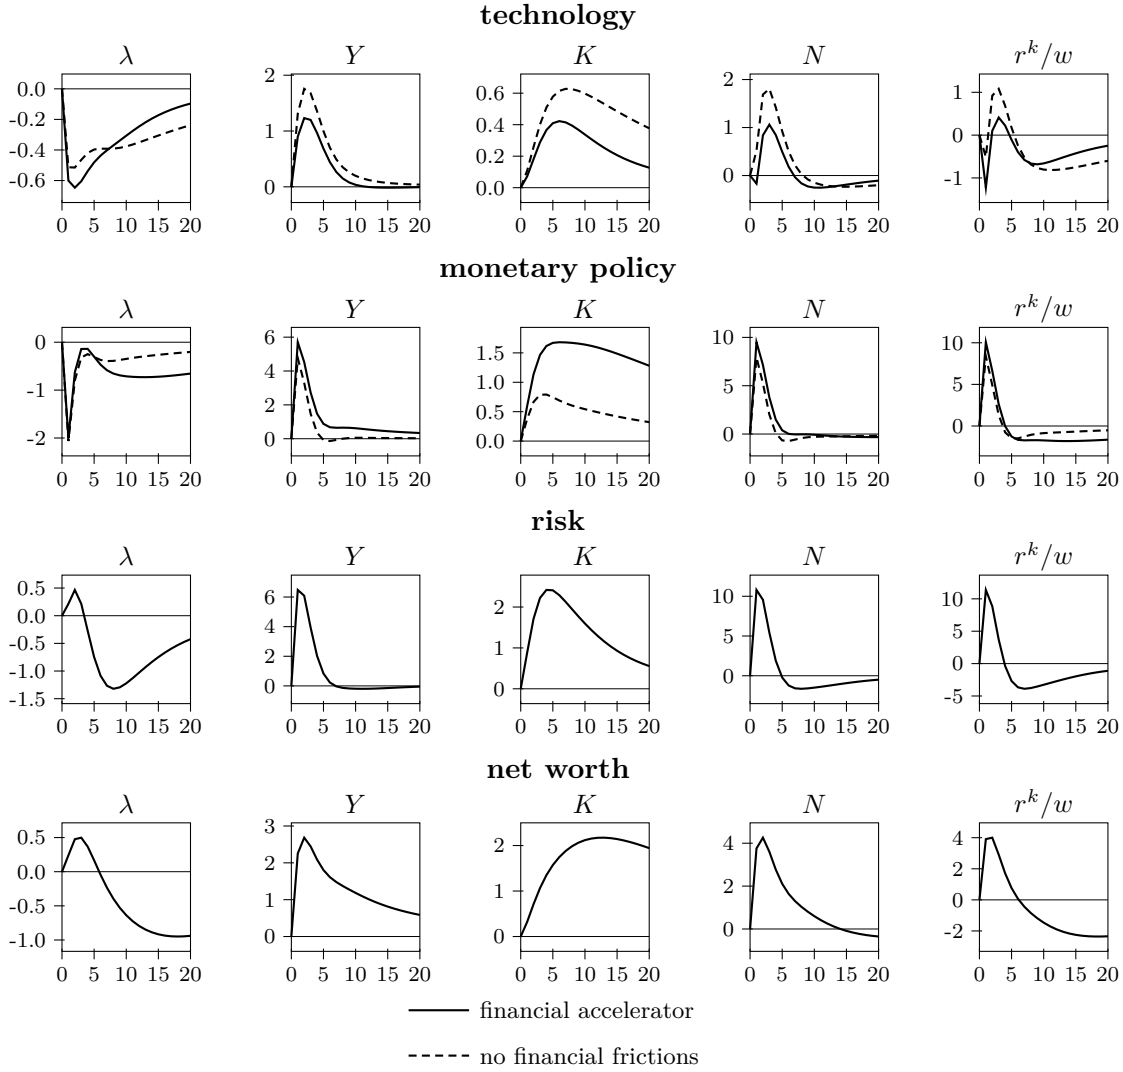 technology
λ Y K N r^k/w
0.0 -0.2 -0.4 -0.6
2 1 0
0.6 0.4 0.2 0.0
2 1 0
1 0 -1
0 5 10 15 20 0 5 10 15 20 0 5 10 15 20 0 5 10 15 20 0 5 10 15 20
monetary policy
λ Y K N r^k/w
0 -1 -2
6 4 2 0
1.5 1.0 0.5 0.0
10 5 0
10 5 0
0 5 10 15 20 0 5 10 15 20 0 5 10 15 20 0 5 10 15 20 0 5 10 15 20
risk
λ Y K N r^k/w
0.5 0.0 -0.5 -1.0 -1.5
6 4 2 0
2 1 0
10 5 0
10 5 0 -5
0 5 10 15 20 0 5 10 15 20 0 5 10 15 20 0 5 10 15 20 0 5 10 15 20
net worth
λ Y K N r^k/w
0.5 0.0 -0.5 -1.0
3 2 1 0
2 1 0
4 2 0
4 2 0 -2
0 5 10 15 20 0 5 10 15 20 0 5 10 15 20 0 5 10 15 20 0 5 10 15 20
financial accelerator
no financial frictions